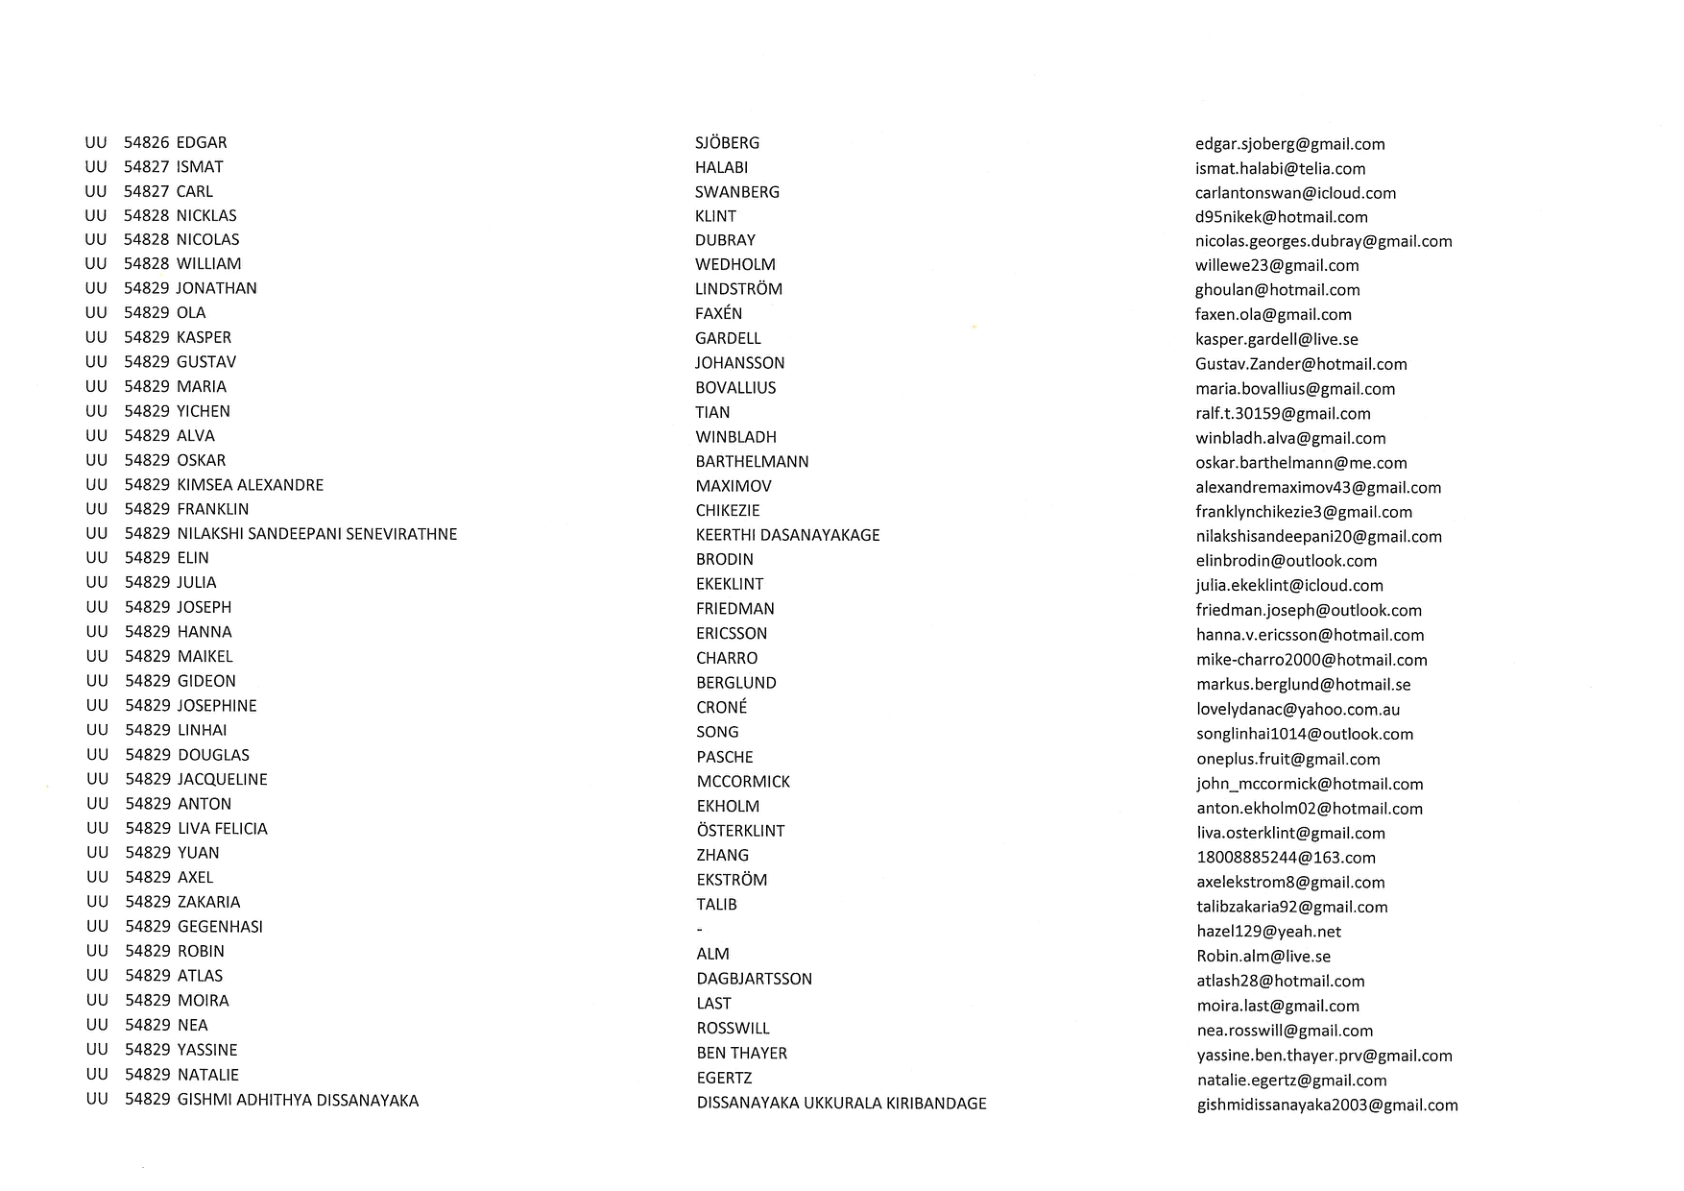 UU 54826 EDGAR SJÖBERG edgar.sjoberg@gmail.com
UU 54827 ISMAT HALABI ismat.halabi@telia.com
UU 54827 CARL SWANBERG carlantonswan@icloud.com
UU 54828 NICKLAS KLINT d95nikek@hotmail.com
UU 54828 NICOLAS DUBRAY nicolas.georges.dubray@gmail.com
UU 54828 WILLIAM WEDHOLM willewe23@gmail.com
UU 54829 JONATHAN LINDSTRÖM ghoulan@hotmail.com
UU 54829 OLA FAXÉN faxen.ola@gmail.com
UU 54829 KASPER GARDELL kasper.gardell@live.se
UU 54829 GUSTAV JOHANSSON Gustav.Zander@hotmail.com
UU 54829 MARIA BOVALLIUS maria.bovallius@gmail.com
UU 54829 YICHEN TIAN ralf.t.30159@gmail.com
UU 54829 ALVA WINBLADH winbladh.alva@gmail.com
UU 54829 OSKAR BARTHELMANN oskar.barthelmann@me.com
UU 54829 KIMSEA ALEXANDRE MAXIMOV alexandremaximov43@gmail.com
UU 54829 FRANKLIN CHIKEZIE franklynchikezie3@gmail.com
UU 54829 NILAKSHI SANDEEPANI SENEVIRATHNE KEERTHI DASANAYAKAGE nilakshisandeepani20@gmail.com
UU 54829 ELIN BRODIN elinbrodin@outlook.com
UU 54829 JULIA EKEKLINT julia.ekeklint@icloud.com
UU 54829 JOSEPH FRIEDMAN friedman.joseph@outlook.com
UU 54829 HANNA ERICSSON hanna.v.ericsson@hotmail.com
UU 54829 MAIKEL CHARRO mike-charro2000@hotmail.com
UU 54829 GIDEON BERGLUND markus.berglund@hotmail.se
UU 54829 JOSEPHINE CRONÉ lovelydanac@yahoo.com.au
UU 54829 LINHAI SONG songlinhai1014@outlook.com
UU 54829 DOUGLAS PASCHE oneplus.fruit@gmail.com
UU 54829 JACQUELINE MCCORMICK john_mccormick@hotmail.com
UU 54829 ANTON EKHOLM anton.ekholm02@hotmail.com
UU 54829 LIVA FELICIA ÖSTERKLINT liva.osterklint@gmail.com
UU 54829 YUAN ZHANG 18008885244@163.com
UU 54829 AXEL EKSTRÖM axelekstrom8@gmail.com
UU 54829 ZAKARIA TALIB talibzakaria92@gmail.com
UU 54829 GEGENHASI - hazel129@yeah.net
UU 54829 ROBIN ALM Robin.alm@live.se
UU 54829 ATLAS DAGBJARTSSON atlash28@hotmail.com
UU 54829 MOIRA LAST moira.last@gmail.com
UU 54829 NEA ROSSWILL nea.rosswill@gmail.com
UU 54829 YASSINE BEN THAYER yassine.ben.thayer.prv@gmail.com
UU 54829 NATALIE EGERTZ natalie.egertz@gmail.com
UU 54829 GISHMI ADHITHYA DISSANAYAKA DISSANAYAKA UKKURALA KIRIBANDAGE gishmidissanayaka2003@gmail.com